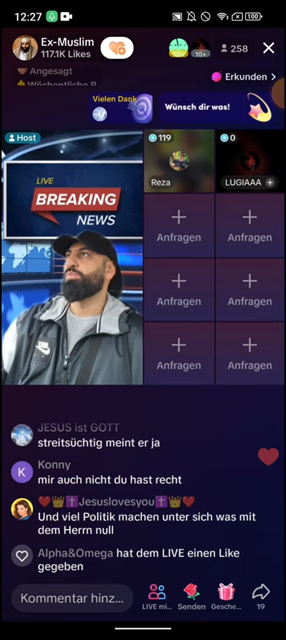 12:27
100
Ex-Muslim
117.1K Likes
10+
258
Angesagt
Erkunden >
Vielen Dank
Wünsch dir was!
Host
119
0
LIVE
BREAKING
NEWS
Reza
LUGIAAA +
Anfragen
Anfragen
Anfragen
Anfragen
Anfragen
Anfragen
JESUS ist GOTT
streitsüchtig meint er ja
K
Konny
mir auch nicht du hast recht
❤️👑✝️Jesuslovesyou✝️👑❤️
Und viel Politik machen unter sich was mit
dem Herrn null
Alpha&Omega hat dem LIVE einen Like
gegeben
Kommentar hinz...
LIVE mi...
Senden
Gesche...
19